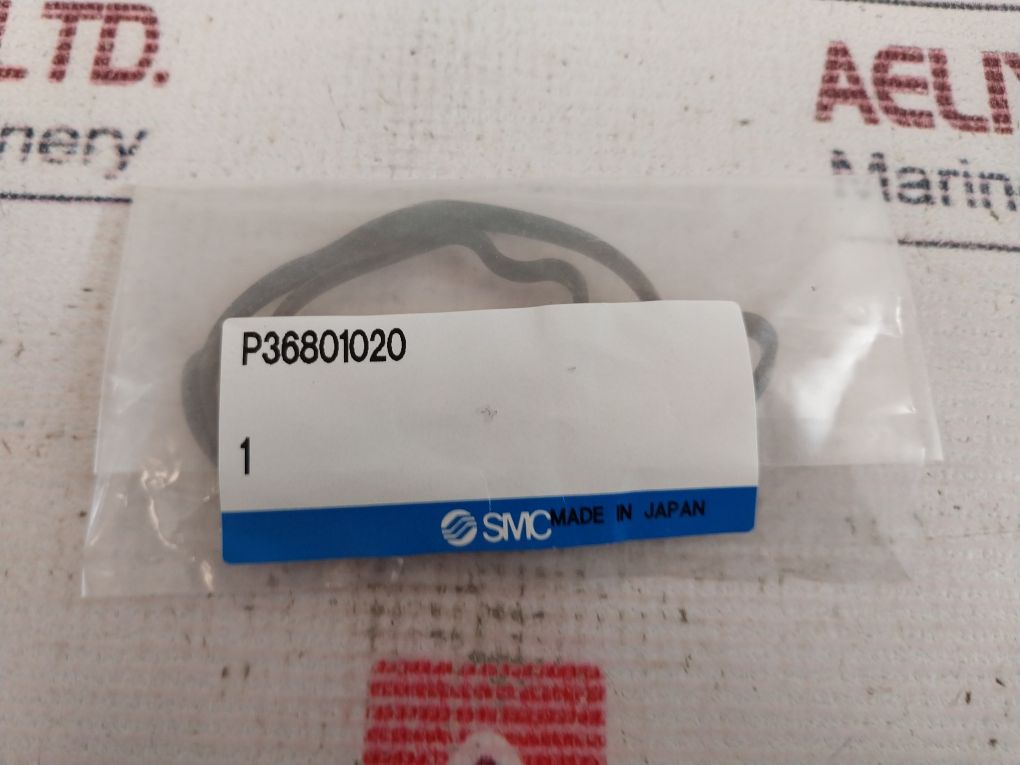 LTD.
AELI
nery
Marin
P36801020
1
SMC MADE IN JAPAN